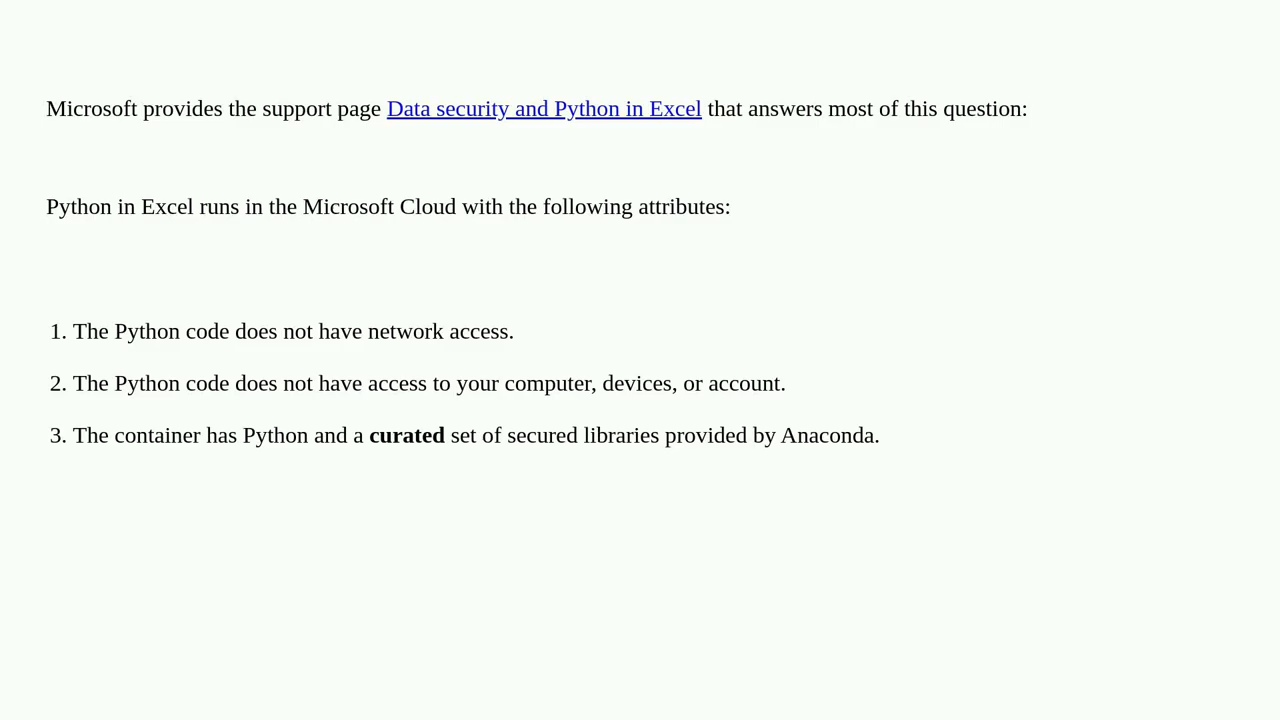 Microsoft provides the support page Data security and Python in Excel that answers most of this question:
Python in Excel runs in the Microsoft Cloud with the following attributes:
1. The Python code does not have network access.
2. The Python code does not have access to your computer, devices, or account.
3. The container has Python and a curated set of secured libraries provided by Anaconda.